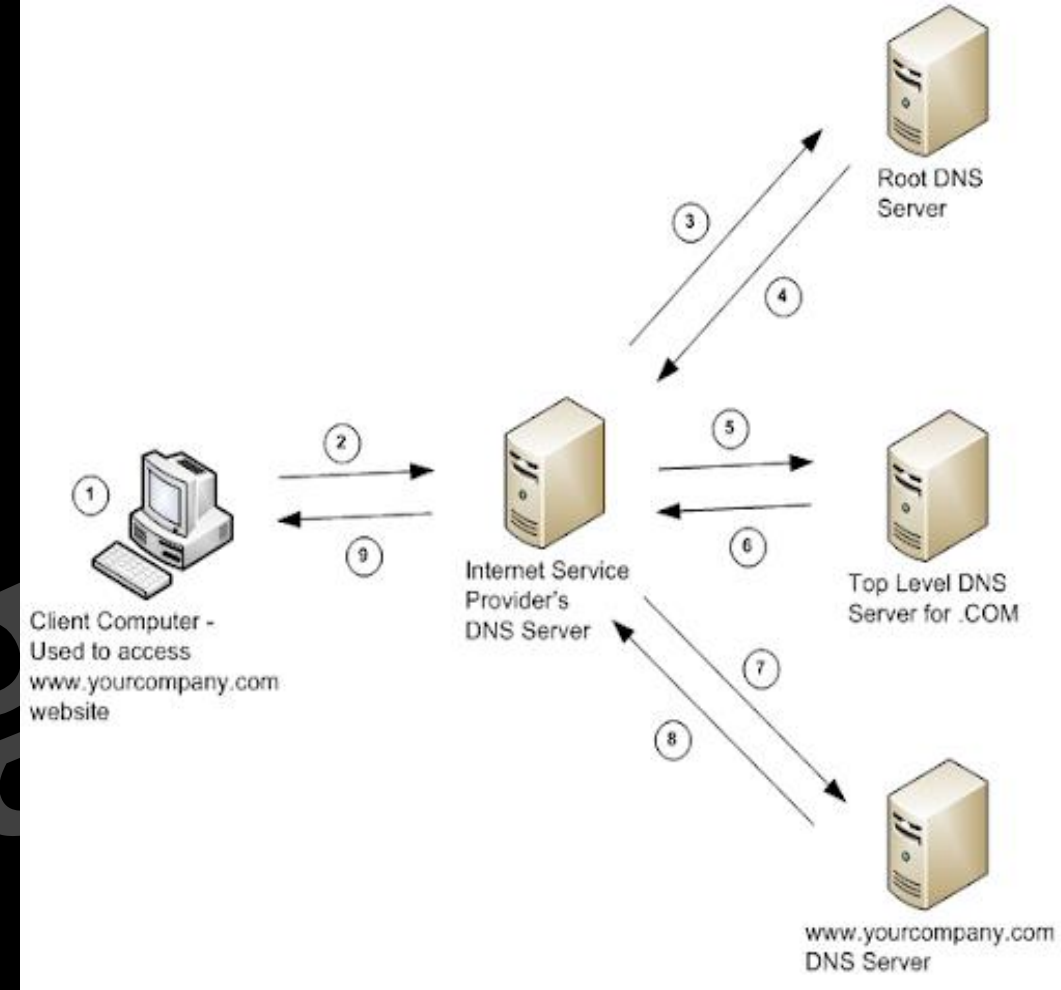 Root DNS
Server
3
4
2
5
1
9
6
Internet Service
Provider's
DNS Server
Top Level DNS
Server for .COM
Client Computer -
Used to access
www.yourcompany.com
website
7
8
www.yourcompany.com
DNS Server